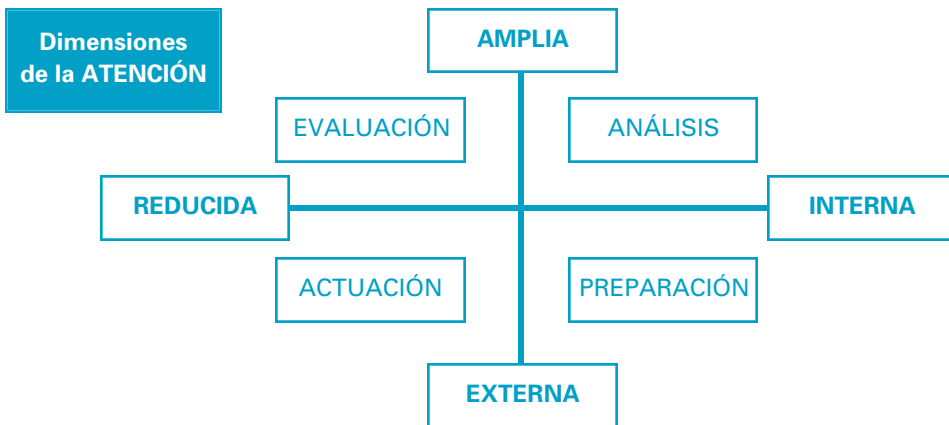 Dimensiones
de la ATENCIÓN
AMPLIA
EVALUACIÓN
ANÁLISIS
REDUCIDA
INTERNA
ACTUACIÓN
PREPARACIÓN
EXTERNA